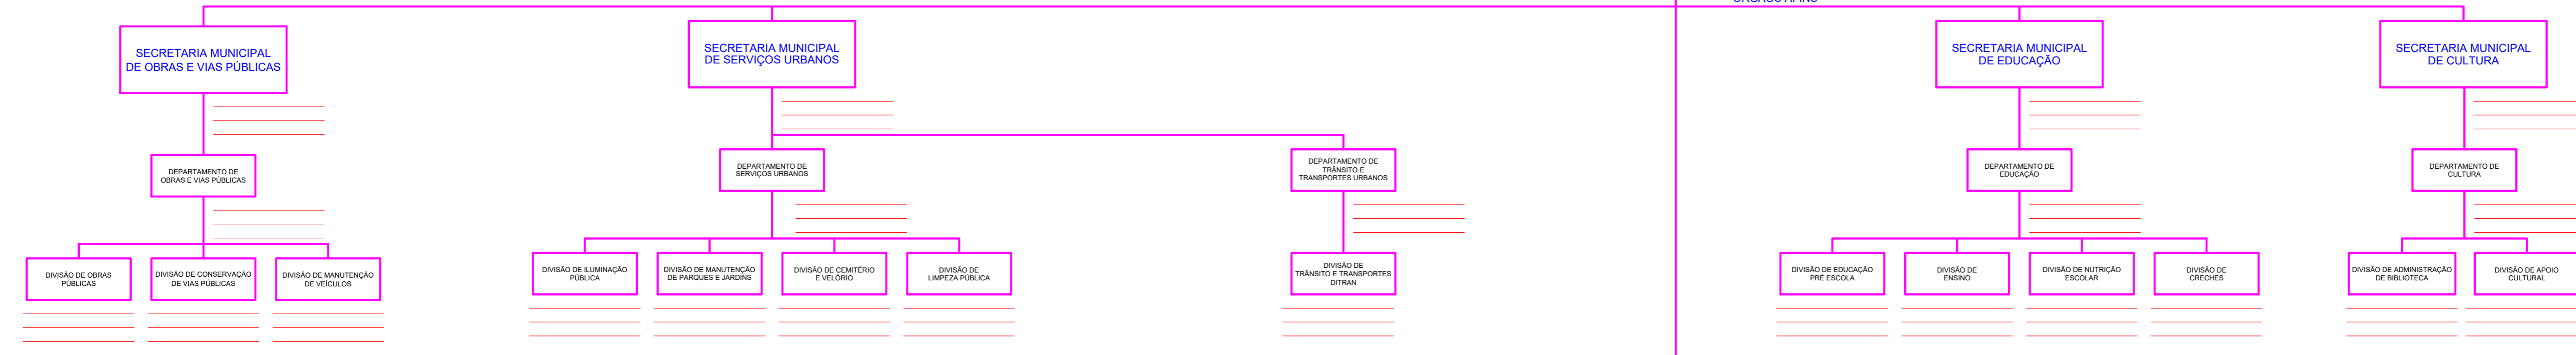 SECRETARIA MUNICIPAL
DE OBRAS E VIAS PÚBLICAS
SECRETARIA MUNICIPAL
DE SERVIÇOS URBANOS
SECRETARIA MUNICIPAL
DE EDUCAÇÃO
SECRETARIA MUNICIPAL
DE CULTURA
DEPARTAMENTO DE
OBRAS E VIAS PÚBLICAS
DEPARTAMENTO DE
SERVIÇOS URBANOS
DEPARTAMENTO DE
TRÂNSITO E
TRANSPORTES URBANOS
DEPARTAMENTO DE
EDUCAÇÃO
DEPARTAMENTO DE
CULTURA
DIVISÃO DE OBRAS
PÚBLICAS
DIVISÃO DE CONSERVAÇÃO
DE VIAS PÚBLICAS
DIVISÃO DE MANUTENÇÃO
DE VEÍCULOS
DIVISÃO DE ILUMINAÇÃO
PÚBLICA
DIVISÃO DE MANUTENÇÃO
DE PARQUES E JARDINS
DIVISÃO DE CEMITÉRIO
E VELÓRIO
DIVISÃO DE
LIMPEZA PÚBLICA
DIVISÃO DE
TRÂNSITO E TRANSPORTES
DITRAN
DIVISÃO DE EDUCAÇÃO
PRÉ ESCOLA
DIVISÃO DE
ENSINO
DIVISÃO DE NUTRIÇÃO
ESCOLAR
DIVISÃO DE
CRECHES
DIVISÃO DE ADMINISTRAÇÃO
DE BIBLIOTECA
DIVISÃO DE APOIO
CULTURAL